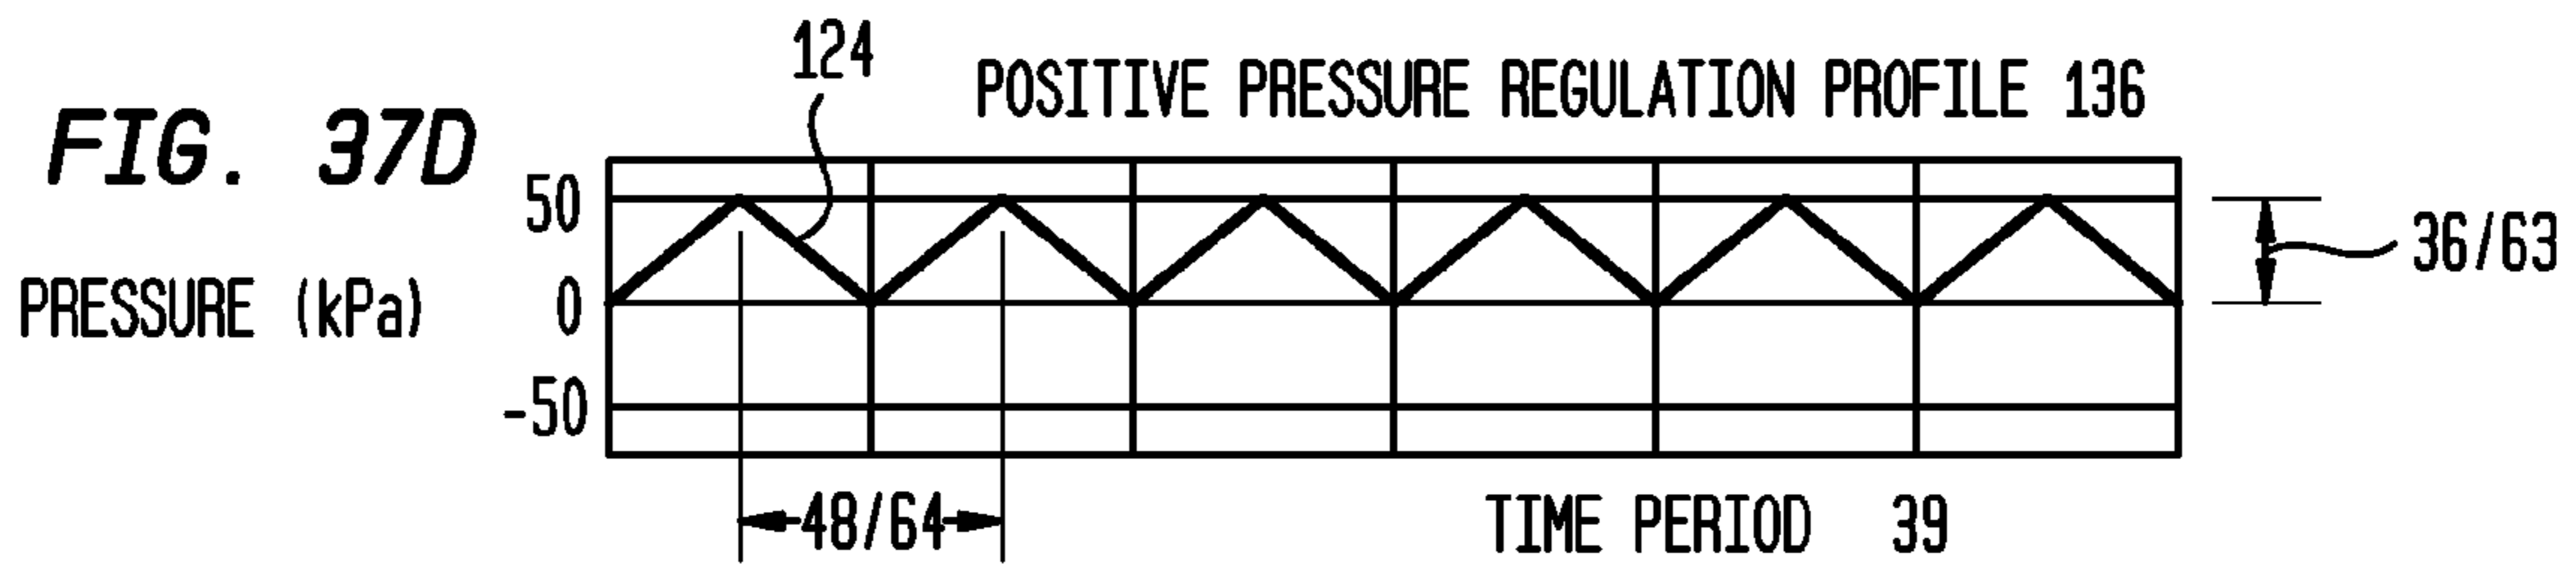 FIG. 37D
124
POSITIVE PRESSURE REGULATION PROFILE 136
50
PRESSURE (kPa)
0
-50
36/63
48/64
TIME PERIOD 39